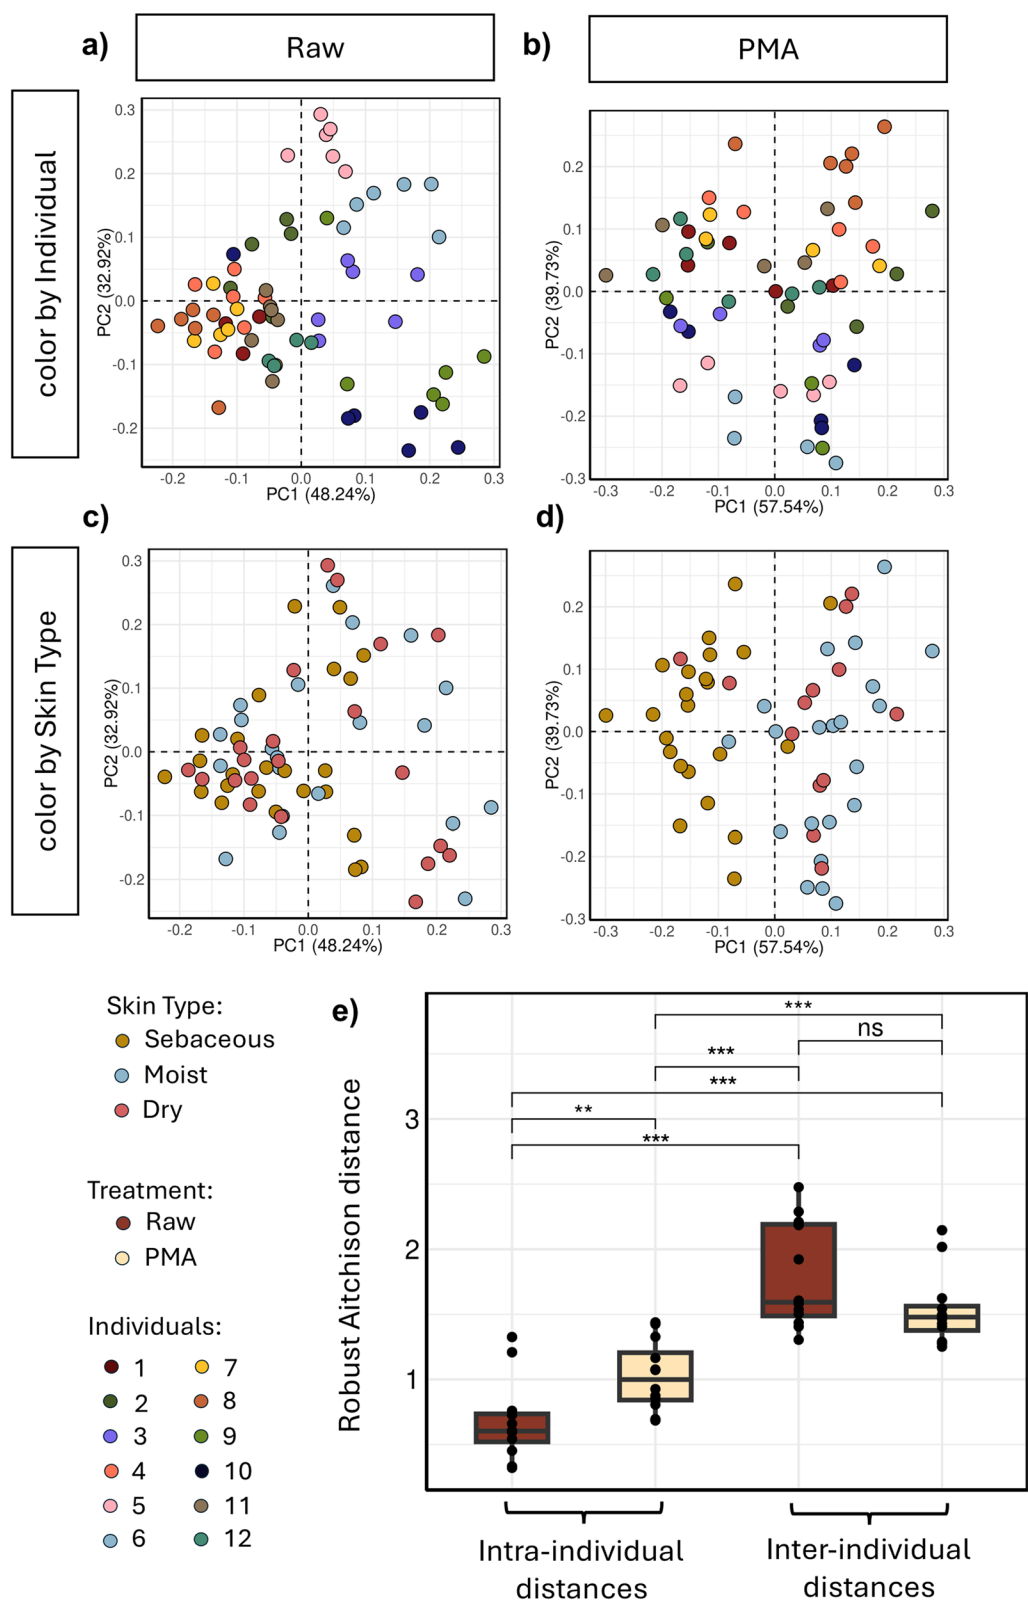 a)
Raw
b)
PMA
color by Individual
PC2 (32.92%)
0.3
0.2
0.1
0.0
-0.1
-0.2
-0.2
-0.1
0.0
0.1
0.2
0.3
PC1 (48.24%)
PC2 (39.73%)
0.2
0.1
0.0
-0.1
-0.2
-0.3
-0.3
-0.2
-0.1
0.0
0.1
0.2
0.3
PC1 (57.54%)
c)
d)
color by Skin Type
PC2 (32.92%)
0.3
0.2
0.1
0.0
-0.1
-0.2
-0.2
-0.1
0.0
0.1
0.2
0.3
PC1 (48.24%)
PC2 (39.73%)
0.2
0.1
0.0
-0.1
-0.2
-0.3
-0.3
-0.2
-0.1
0.0
0.1
0.2
0.3
PC1 (57.54%)
Skin Type:
Sebaceous
Moist
Dry
Treatment:
Raw
PMA
Individuals:
1
2
3
4
5
6
7
8
9
10
11
12
e)
Robust Aitchison distance
3
2
1
***
ns
***
***
**
***
Intra-individual
distances
Inter-individual
distances